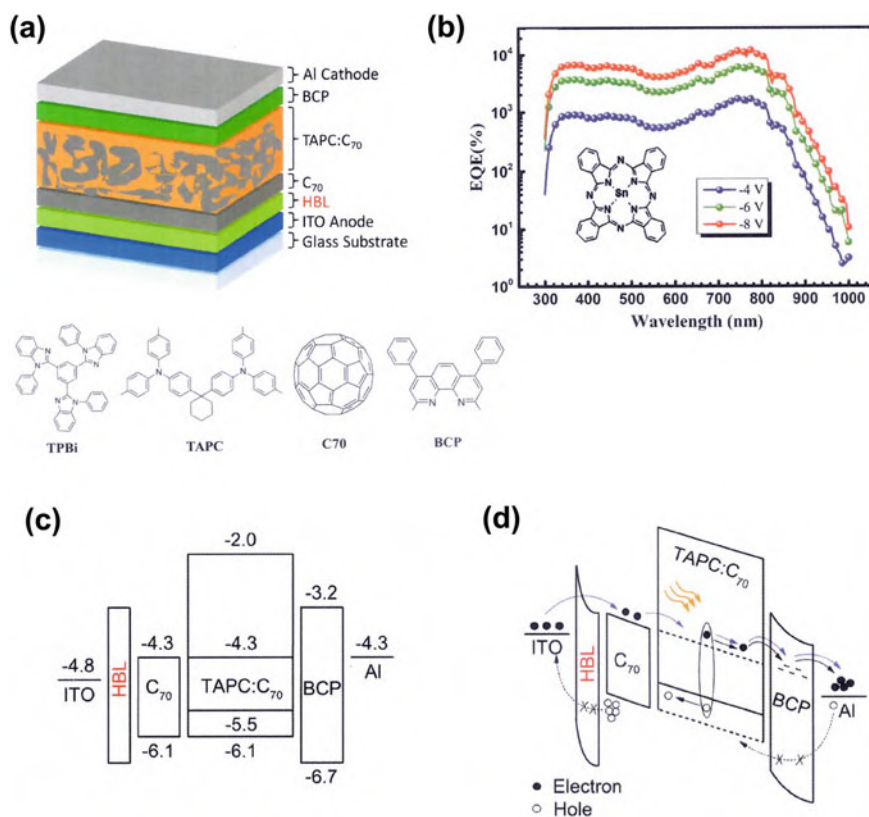 (a)
Al Cathode
BCP
TAPC:C70
C70
HBL
ITO Anode
Glass Substrate
N
N
N
N
N
N
N
N
N
N
TPBi
TAPC
C70
BCP
(b)
EQE(%)
10^4
10^3
10^2
10^1
10^0
N
N
N
N
Sn
N
N
N
N
-4 V
-6 V
-8 V
300 400 500 600 700 800 900 1000
Wavelength (nm)
(c)
-2.0
-3.2
-4.3
-4.3
-4.3
-4.8
ITO
HBL
C70
TAPC:C70
BCP
Al
-5.5
-6.1
-6.1
-6.7
(d)
TAPC:C70
ITO
HBL
C70
BCP
Al
Electron
Hole